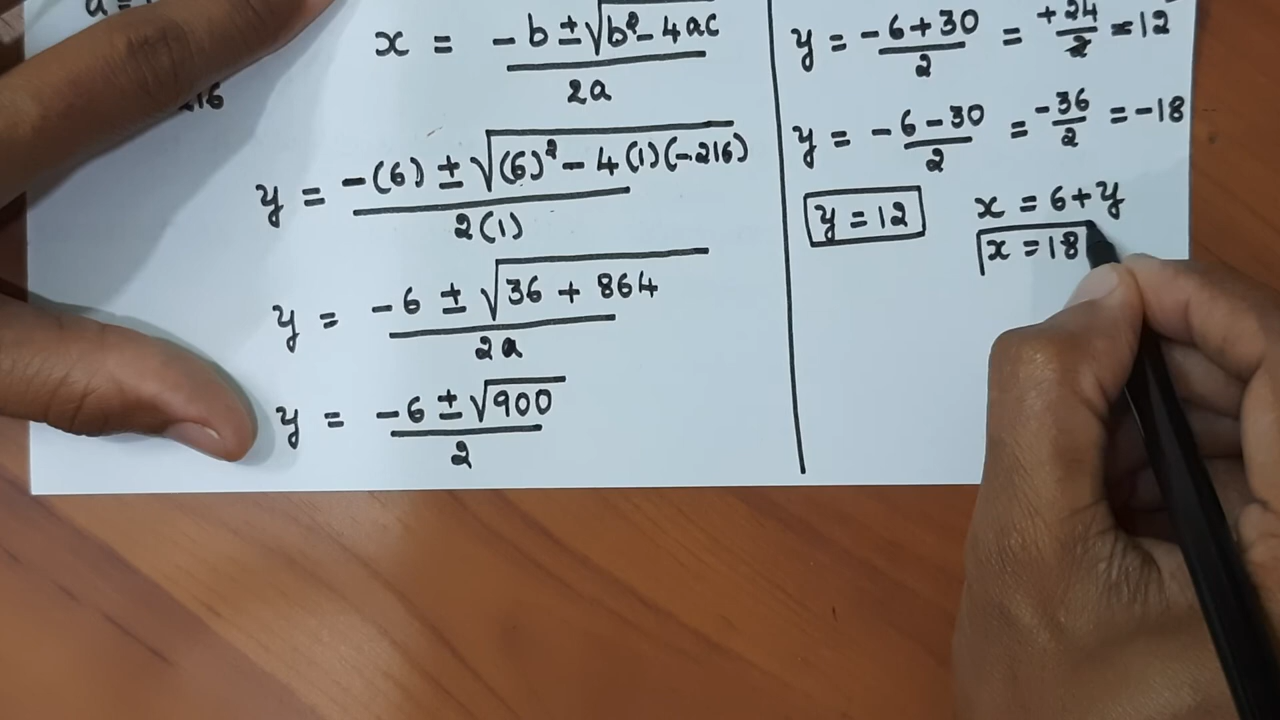 x = -b ± √b² - 4ac
2a
y = -(6) ± √(6)² - 4(1)(-216)
2(1)
y = -6 ± √36 + 864
2a
y = -6 ± √900
2
y = -6 + 30 = +24 = 12
2 2
y = -6 - 30 = -36 = -18
2 2
y = 12
x = 6 + y
x = 18